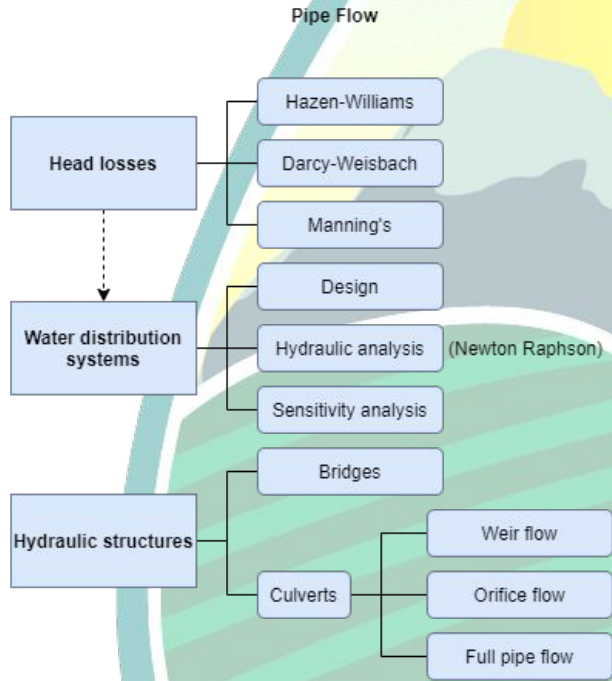 Pipe Flow
Hazen-Williams
Head losses
Darcy-Weisbach
Manning's
Water distribution
systems
Design
Hydraulic analysis (Newton Raphson)
Sensitivity analysis
Hydraulic structures
Bridges
Culverts
Weir flow
Orifice flow
Full pipe flow